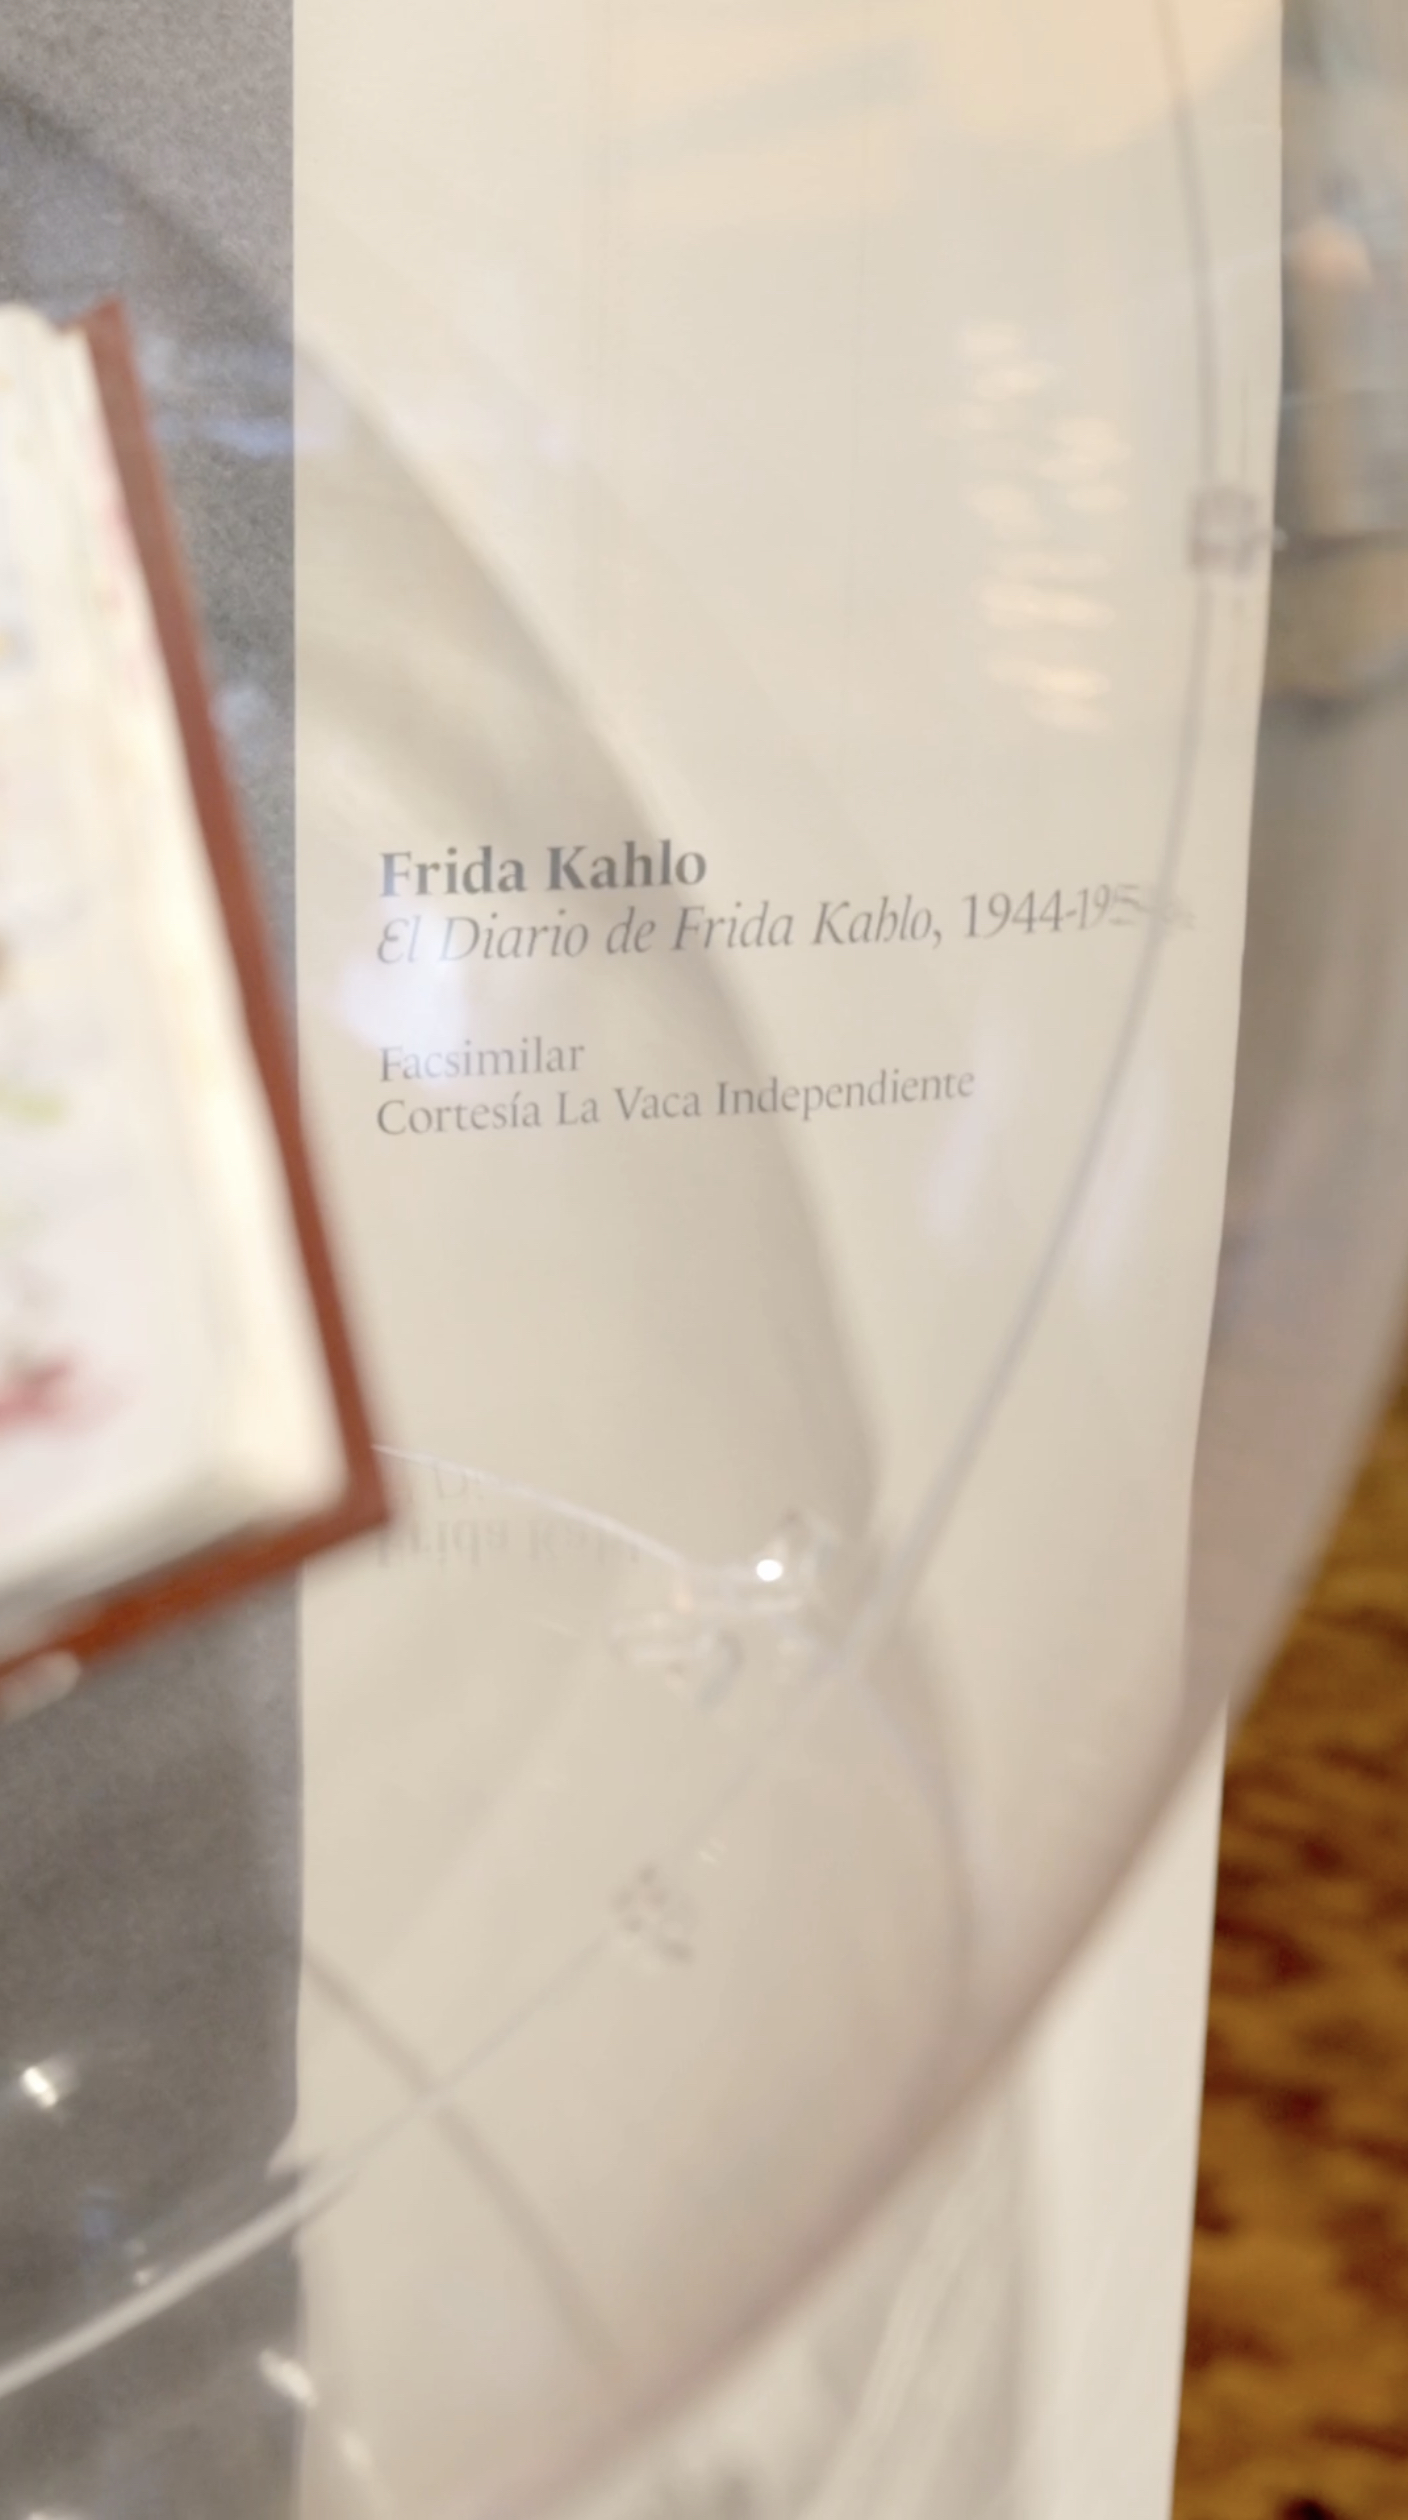 Frida Kahlo
El Diario de Frida Kahlo, 1944-
Facsimilar
Cortesía La Vaca Independiente